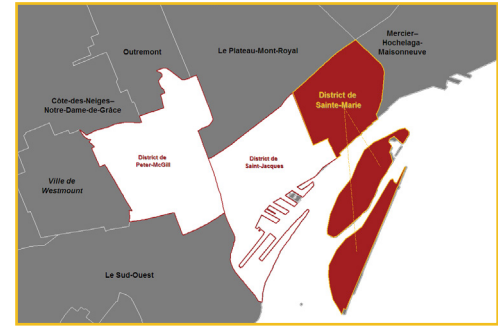 Mercier–
Hochelaga-
Maisonneuve
Outremont
Le Plateau-Mont-Royal
District de
Sainte-Marie
Côte-des-Neiges–
Notre-Dame-de-Grâce
District de
Peter-McGill
District de
Saint-Jacques
Ville de
Westmount
Le Sud-Ouest